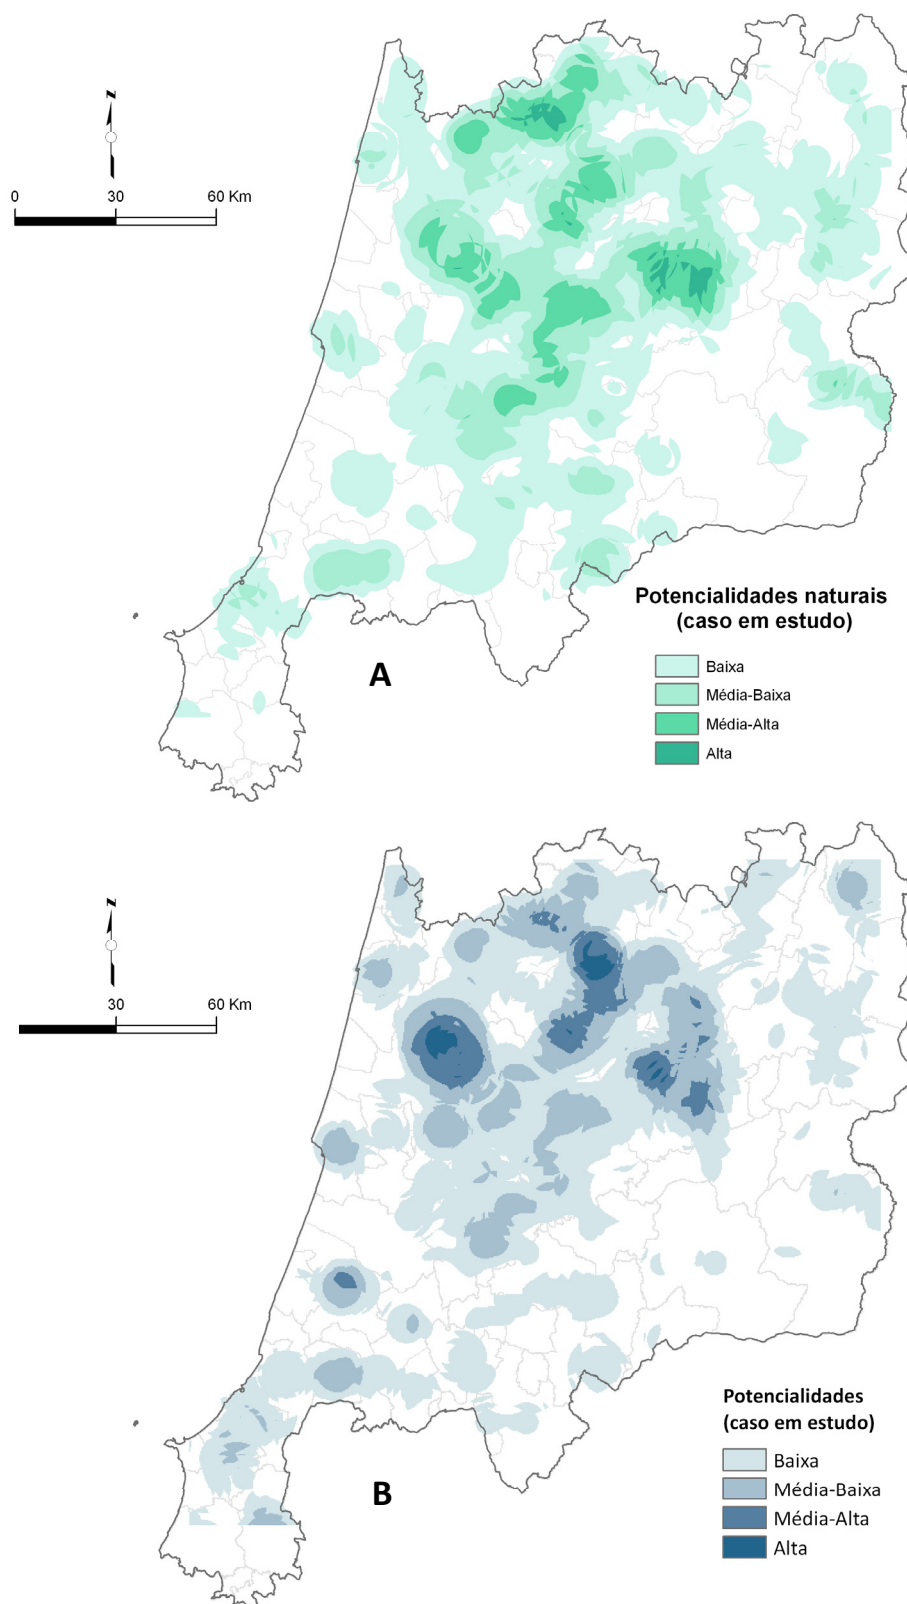 N
0 30 60 Km
Potencialidades naturais
(caso em estudo)
A
Baixa
Média-Baixa
Média-Alta
Alta
N
30 60 Km
Potencialidades
(caso em estudo)
B
Baixa
Média-Baixa
Média-Alta
Alta